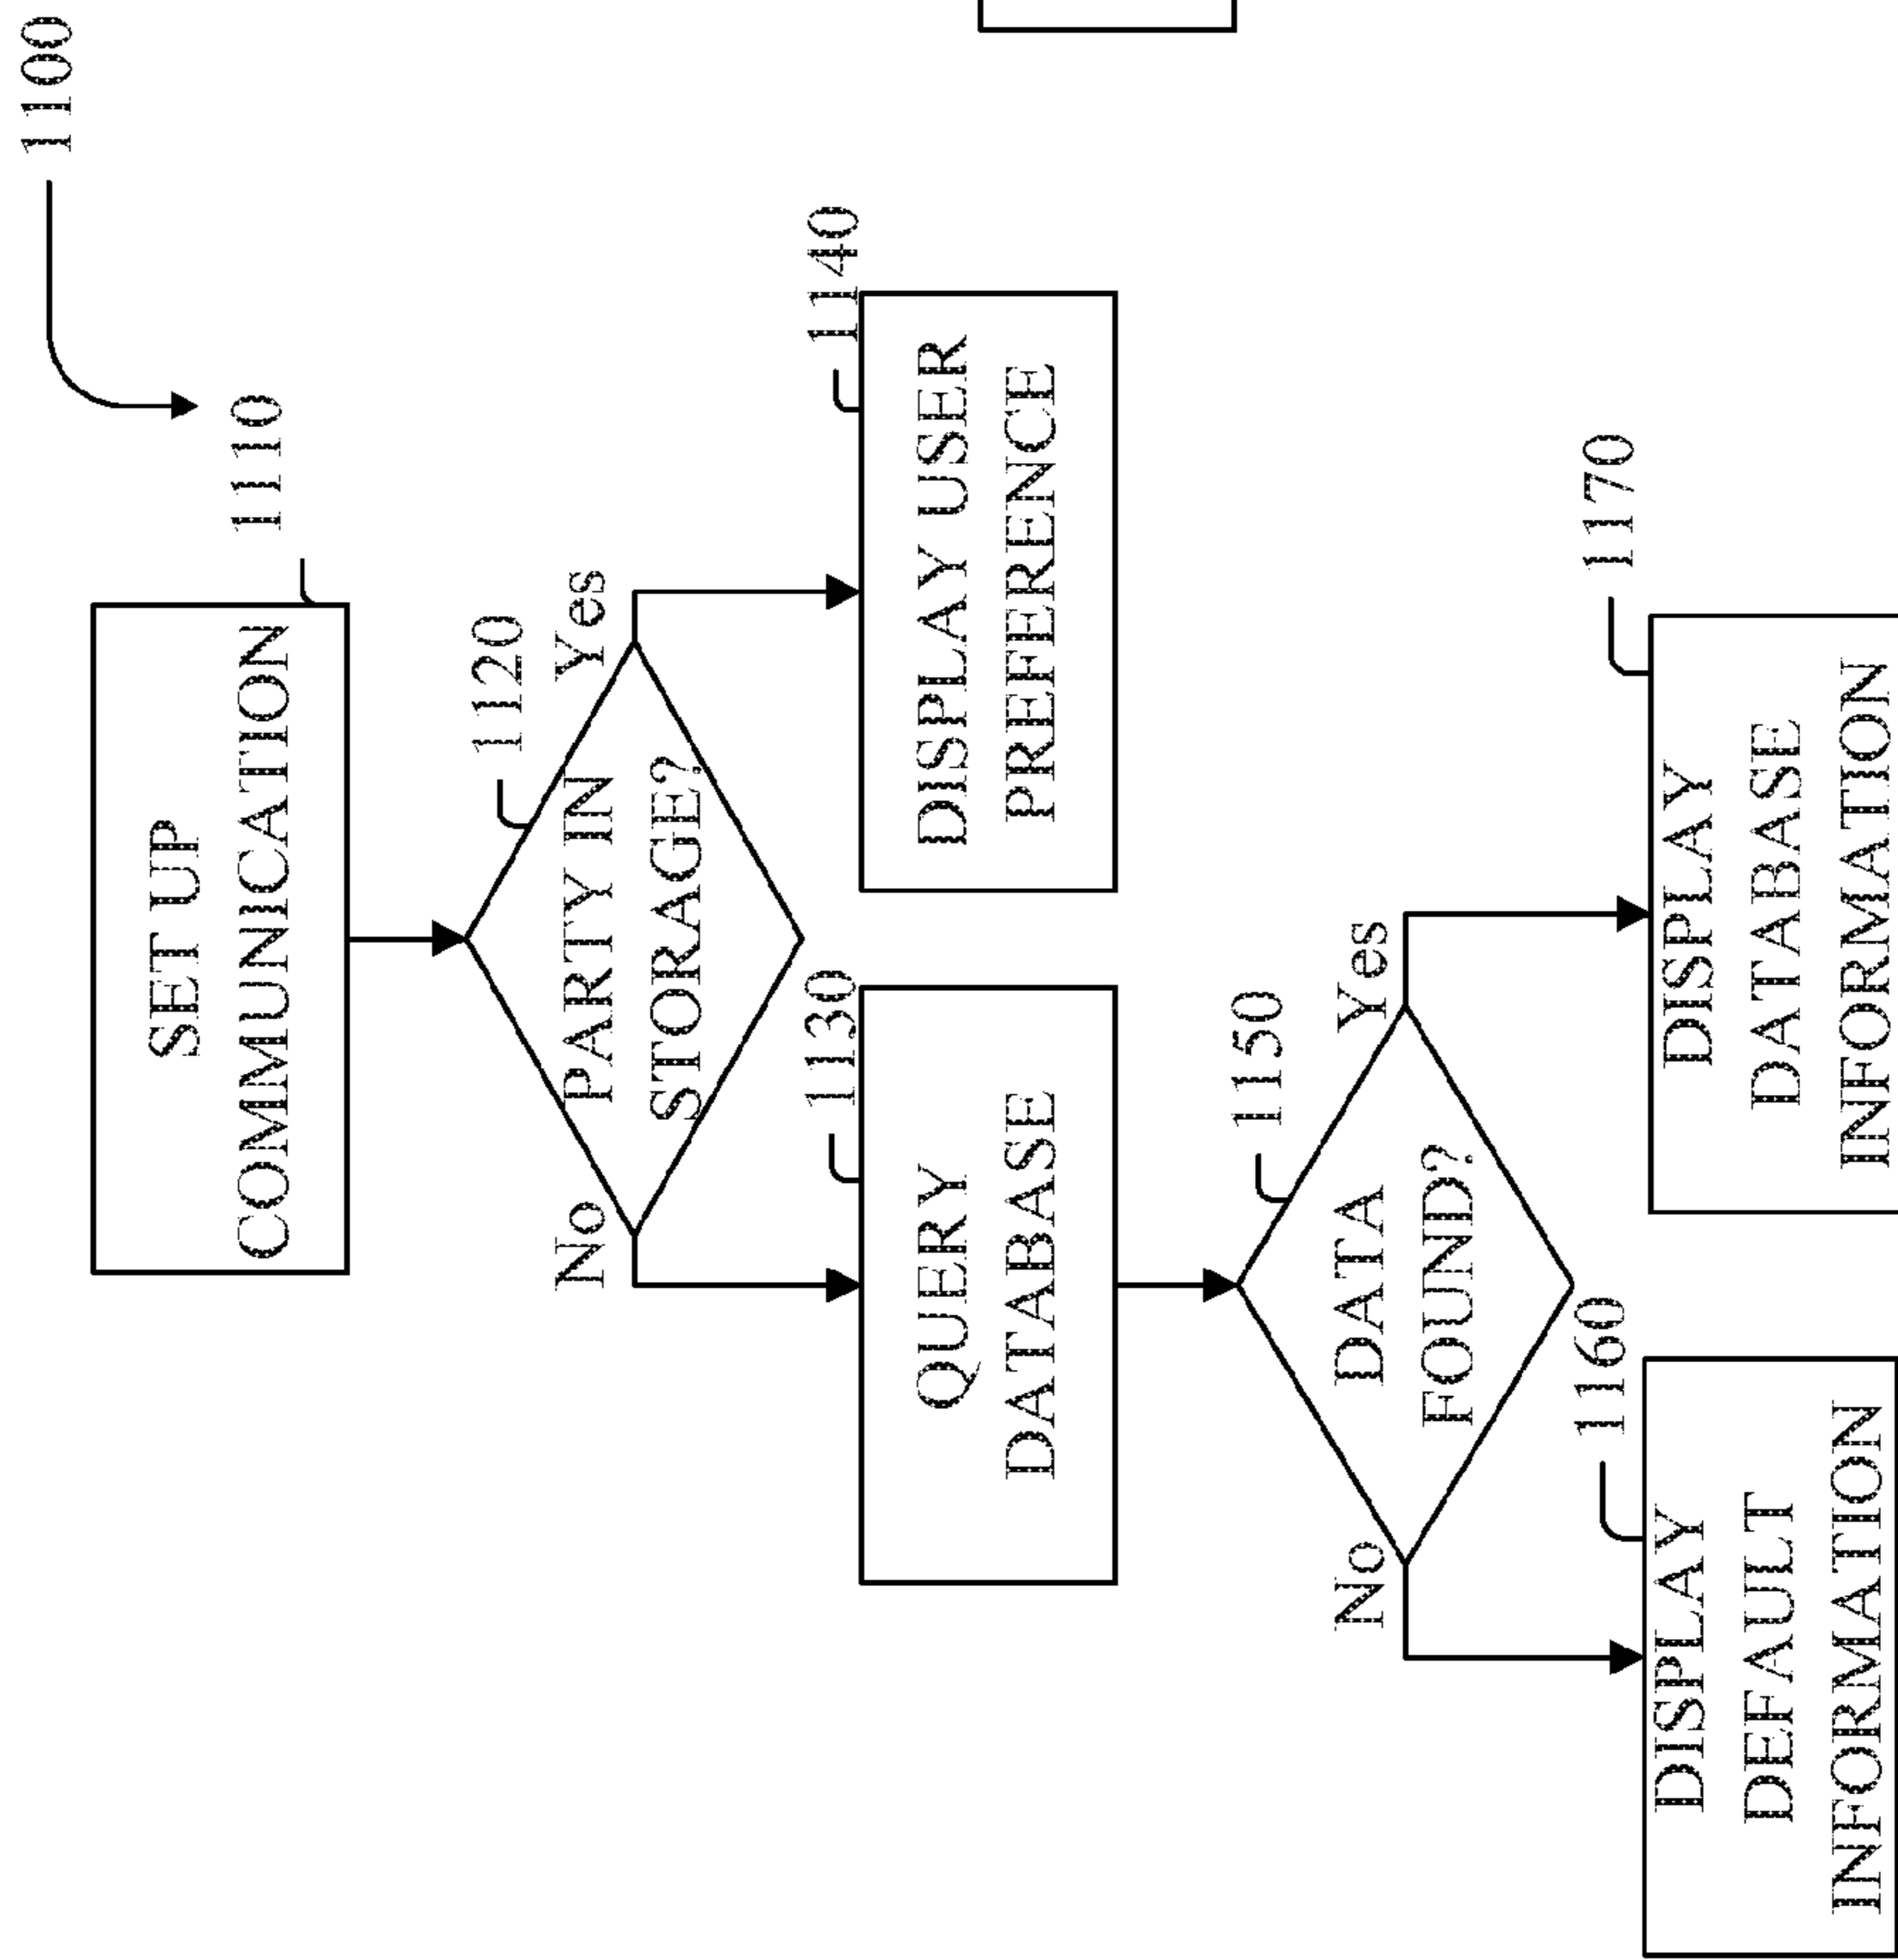 1100
1110
SET UP
COMMUNICATION
1120
PARTY IN
STORAGE?
No
Yes
1130
QUERY
DATABASE
1140
DISPLAY USER
PREFERENCE
1150
DATA
FOUND?
No
Yes
1160
DISPLAY
DEFAULT
INFORMATION
1170
DISPLAY
DATABASE
INFORMATION